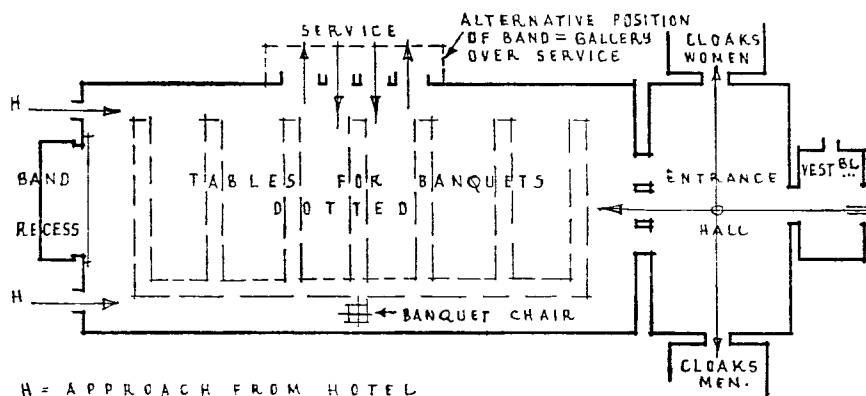 SERVICE
ALTERNATIVE POSITION
OF BAND = GALLERY
OVER SERVICE
CLOAKS
WOMEN
H
BAND
RECESS
TABLES FOR BANQUETS
DOTTED
ENTRANCE
HALL
VEST BL...
H
BANQUET CHAIR
CLOAKS
MEN.
H = APPROACH FROM HOTEL